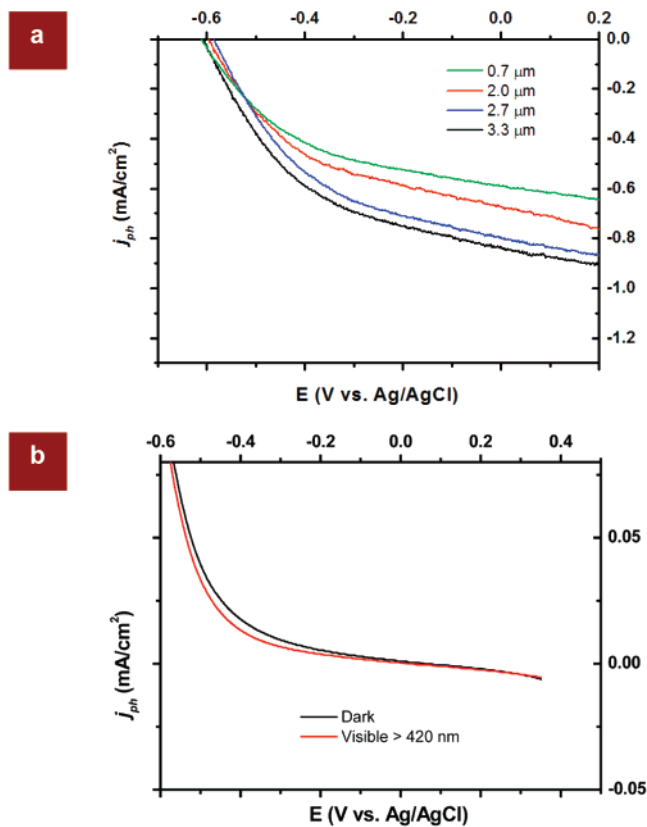 a
-0.6 -0.4 -0.2 0.0 0.2
0.0
-0.2
-0.4
-0.6
-0.8
-1.0
-1.2
0.7 μm
2.0 μm
2.7 μm
3.3 μm
jph (mA/cm²)
E (V vs. Ag/AgCl)
b
-0.6 -0.4 -0.2 0.0 0.2 0.4
0.05
0.00
-0.05
jph (mA/cm²)
Dark
Visible > 420 nm
E (V vs. Ag/AgCl)